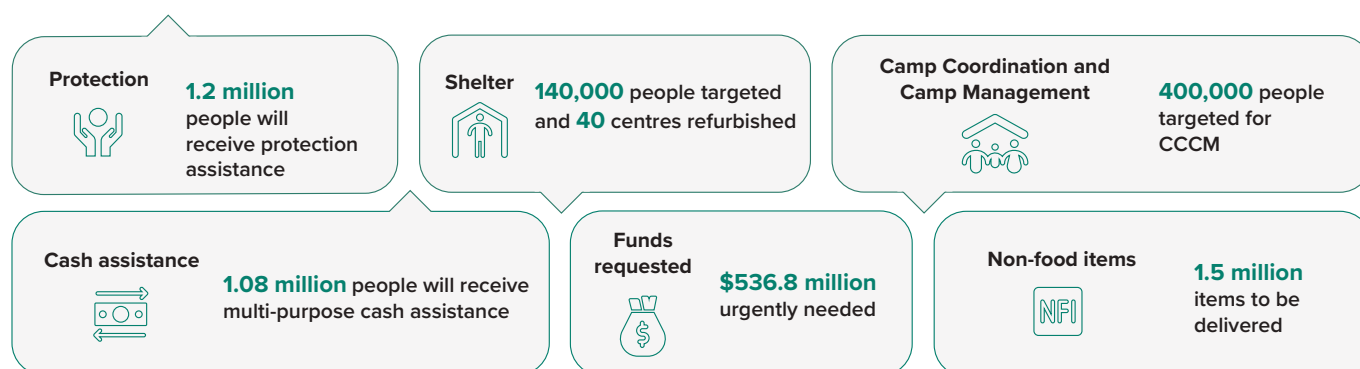 Protection
1.2 million
people will
receive protection
assistance
Shelter
140,000 people targeted
and 40 centres refurbished
Camp Coordination and
Camp Management
400,000 people
targeted for
CCCM
Cash assistance
1.08 million people will receive
multi-purpose cash assistance
Funds
requested
$
$536.8 million
urgently needed
Non-food items
NFI
1.5 million
items to be
delivered